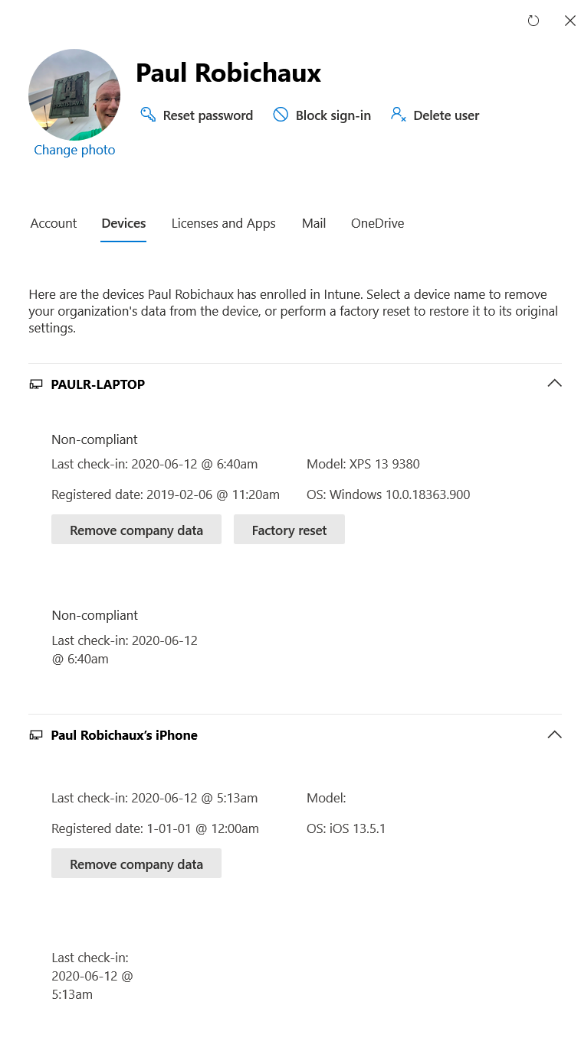 Paul Robichaux
Reset password Block sign-in Delete user
Change photo
Account Devices Licenses and Apps Mail OneDrive
Here are the devices Paul Robichaux has enrolled in Intune. Select a device name to remove
your organization's data from the device, or perform a factory reset to restore it to its original
settings.
PAULR-LAPTOP
Non-compliant
Last check-in: 2020-06-12 @ 6:40am Model: XPS 13 9380
Registered date: 2019-02-06 @ 11:20am OS: Windows 10.0.18363.900
Remove company data Factory reset
Non-compliant
Last check-in: 2020-06-12
@ 6:40am
Paul Robichaux's iPhone
Last check-in: 2020-06-12 @ 5:13am Model:
Registered date: 1-01-01 @ 12:00am OS: iOS 13.5.1
Remove company data
Last check-in:
2020-06-12 @
5:13am